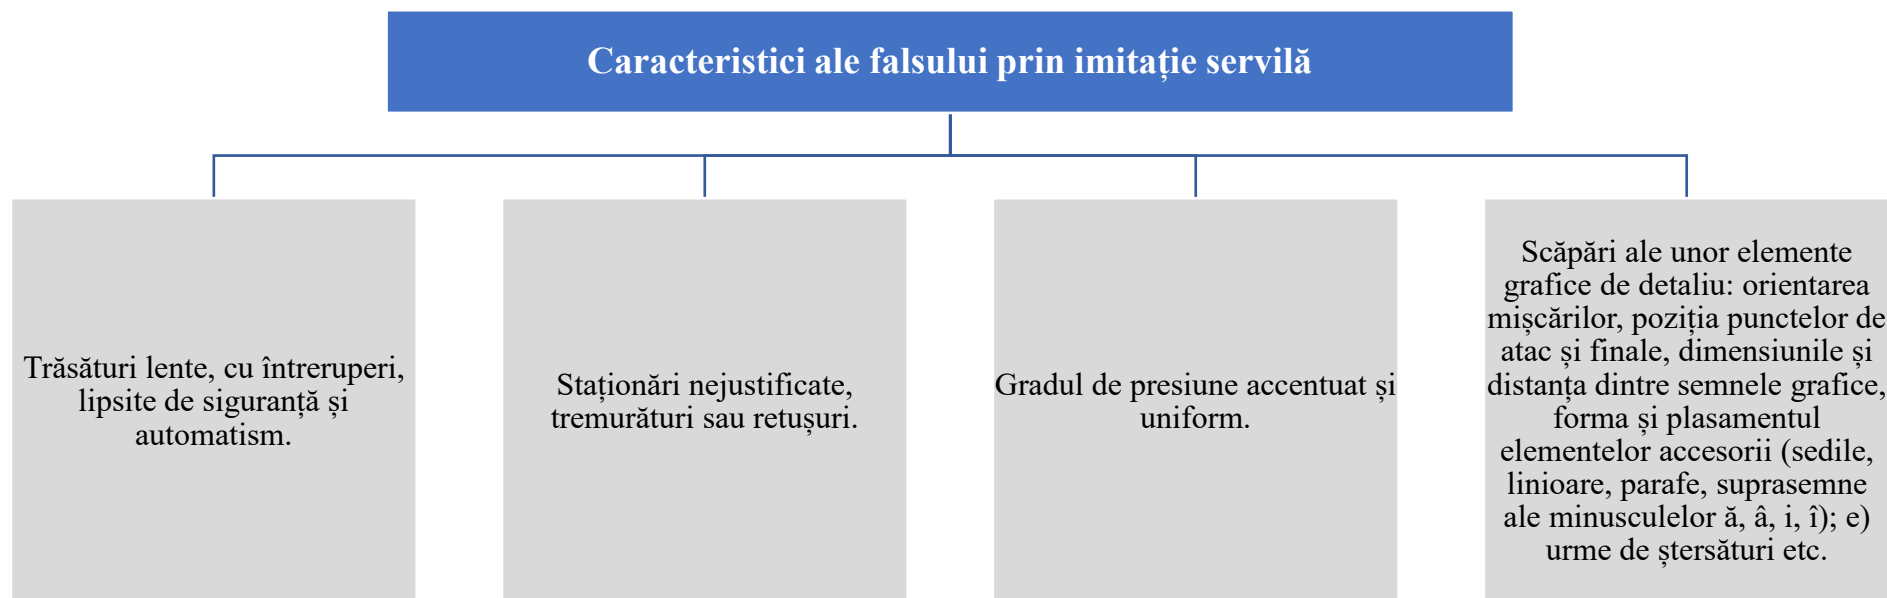 Caracteristici ale falsului prin imitație servilă
Trăsături lente, cu întreruperi,
lipsite de siguranță și
automatism.
Staționări nejustificate,
tremurături sau retușuri.
Gradul de presiune accentuat și
uniform.
Scăpări ale unor elemente
grafice de detaliu: orientarea
mișcărilor, poziția punctelor de
atac și finale, dimensiunile și
distanța dintre semnele grafice,
forma și plasamentul
elementelor accesorii (sedile,
linioare, parafe, suprasemne
ale minusculelor ă, â, i, î); e)
urme de ștersături etc.